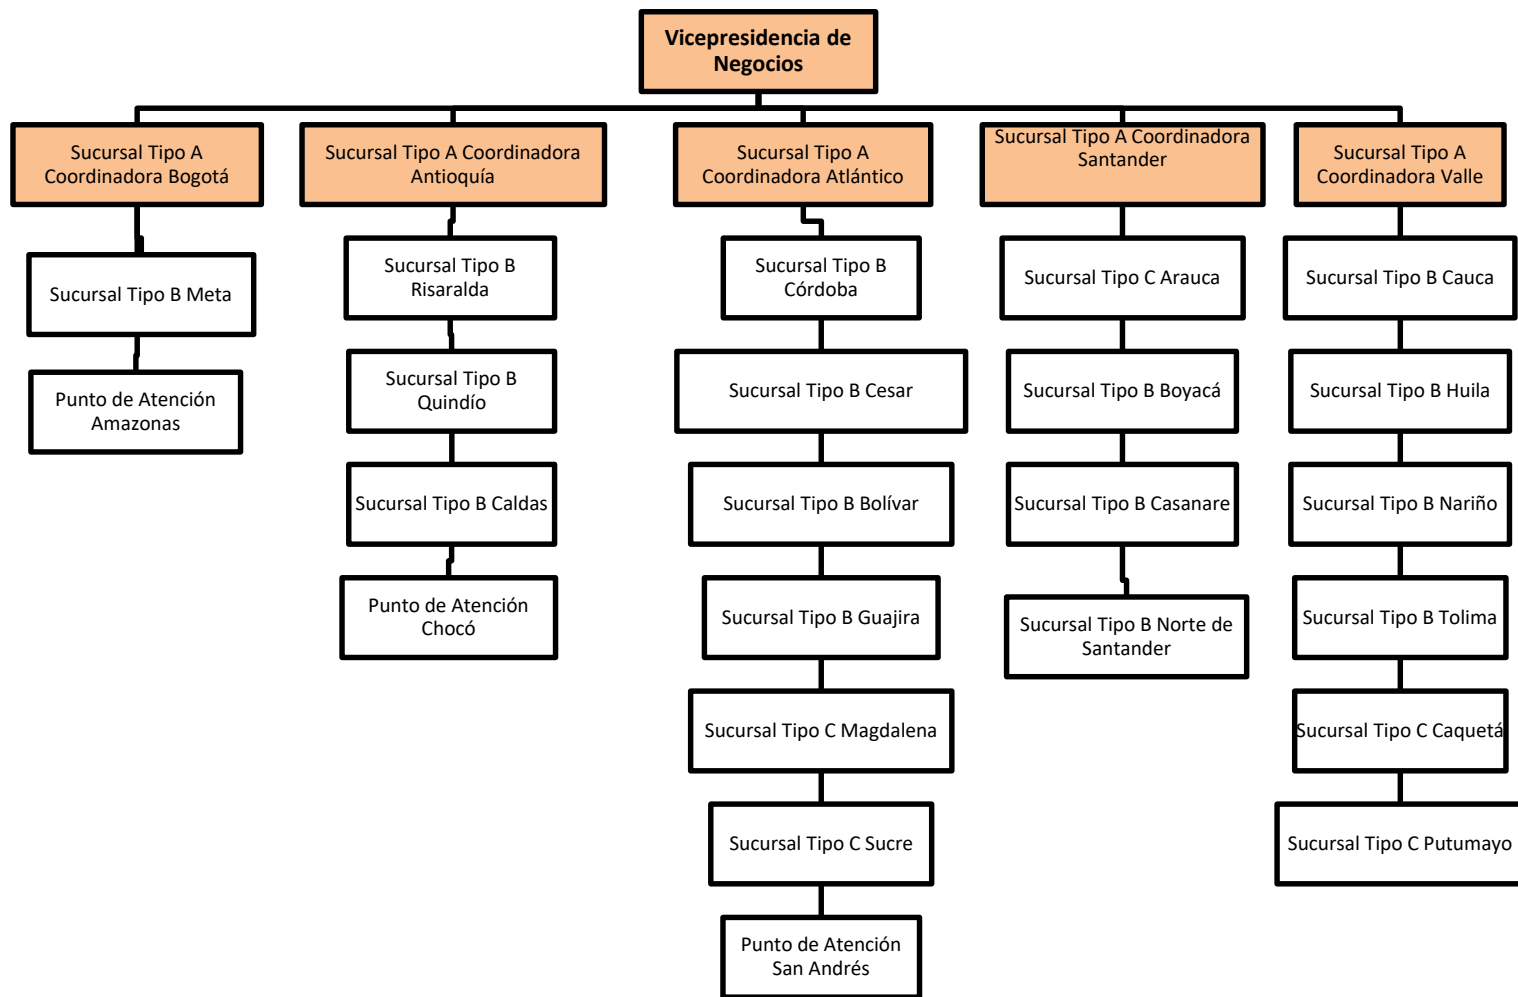 Vicepresidencia de
Negocios
Sucursal Tipo A
Coordinadora Bogotá
Sucursal Tipo A Coordinadora
Antioquía
Sucursal Tipo A
Coordinadora Atlántico
Sucursal Tipo A Coordinadora
Santander
Sucursal Tipo A
Coordinadora Valle
Sucursal Tipo B Meta
Punto de Atención
Amazonas
Sucursal Tipo B
Risaralda
Sucursal Tipo B
Quindío
Sucursal Tipo B Caldas
Punto de Atención
Chocó
Sucursal Tipo B
Córdoba
Sucursal Tipo B Cesar
Sucursal Tipo B Bolívar
Sucursal Tipo B Guajira
Sucursal Tipo C Magdalena
Sucursal Tipo C Sucre
Punto de Atención
San Andrés
Sucursal Tipo C Arauca
Sucursal Tipo B Boyacá
Sucursal Tipo B Casanare
Sucursal Tipo B Norte de
Santander
Sucursal Tipo B Cauca
Sucursal Tipo B Huila
Sucursal Tipo B Nariño
Sucursal Tipo B Tolima
Sucursal Tipo C Caquetá
Sucursal Tipo C Putumayo